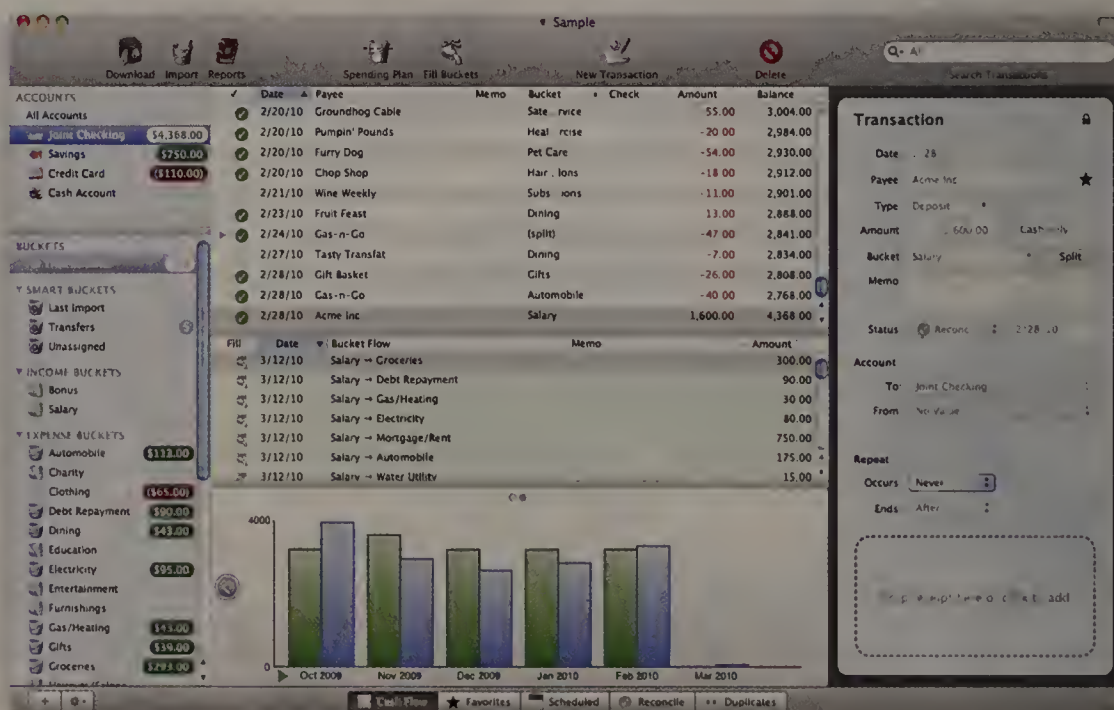 Sample
Download Import Reports Spending Plan Fill Buckets New Transaction Delete Search Transactions
ACCOUNTS
All Accounts
Joint Checking $4,368.00
Savings $750.00
Credit Card ($110.00)
Cash Account
BUCKETS
SMART BUCKETS
Last Import
Transfers
Unassigned
INCOME BUCKETS
Bonus
Salary
EXPENSE BUCKETS
Automobile $113.00
Charity
Clothing ($65.00)
Debt Repayment $90.00
Dining $43.00
Education
Electricity $95.00
Entertainment
Furnishings
Gas/Heating $43.00
Gifts $39.00
Groceries $293.00
Date Payee Memo Bucket Check Amount Balance
2/20/10 Groundhog Cable -55.00 3,004.00
2/20/10 Pumpin' Pounds -20 00 2,984.00
2/20/10 Furry Dog Pet Care -54.00 2,930.00
2/20/10 Chop Shop Hair -18 00 2,912.00
2/21/10 Wine Weekly -11.00 2,901.00
2/23/10 Fruit Feast Dining 13.00 2,888.00
2/24/10 Gas-n-Go (split) -47 00 2,841.00
2/27/10 Tasty Transfat Dining -7.00 2,834.00
2/28/10 Gift Basket Gifts -26.00 2,808.00
2/28/10 Gas-n-Go Automobile -40 00 2,768.00
2/28/10 Acme Inc Salary 1,600.00 4,368 00
Fill Date Bucket Flow Memo Amount
3/12/10 Salary → Groceries 300.00
3/12/10 Salary → Debt Repayment 90.00
3/12/10 Salary → Gas/Heating 30 00
3/12/10 Salary → Electricity 80.00
3/12/10 Salary → Mortgage/Rent 750.00
3/12/10 Salary → Automobile 175.00
3/12/10 Salary → Water Utility 15.00
4000
0
Oct 2009 Nov 2009 Dec 2009 Jan 2010 Feb 2010 Mar 2010
Transaction
Date 28
Payee Acme Inc
Type Deposit
Amount
Bucket Salary Split
Memo
Status
Account
To Joint Checking
From No Value
Repeat
Occurs Never
Ends After
add
Cash Flow Favorites Scheduled Reconcile Duplicates